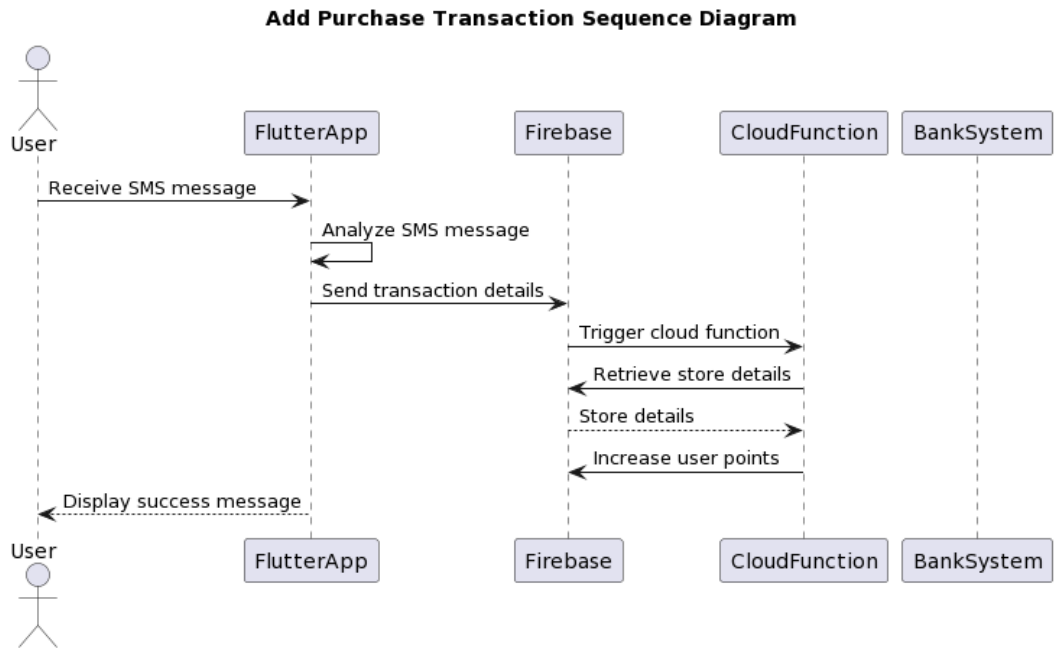 Add Purchase Transaction Sequence Diagram
User
FlutterApp
Firebase
CloudFunction
BankSystem
Receive SMS message
Analyze SMS message
Send transaction details
Trigger cloud function
Retrieve store details
Store details
Increase user points
Display success message
User
FlutterApp
Firebase
CloudFunction
BankSystem